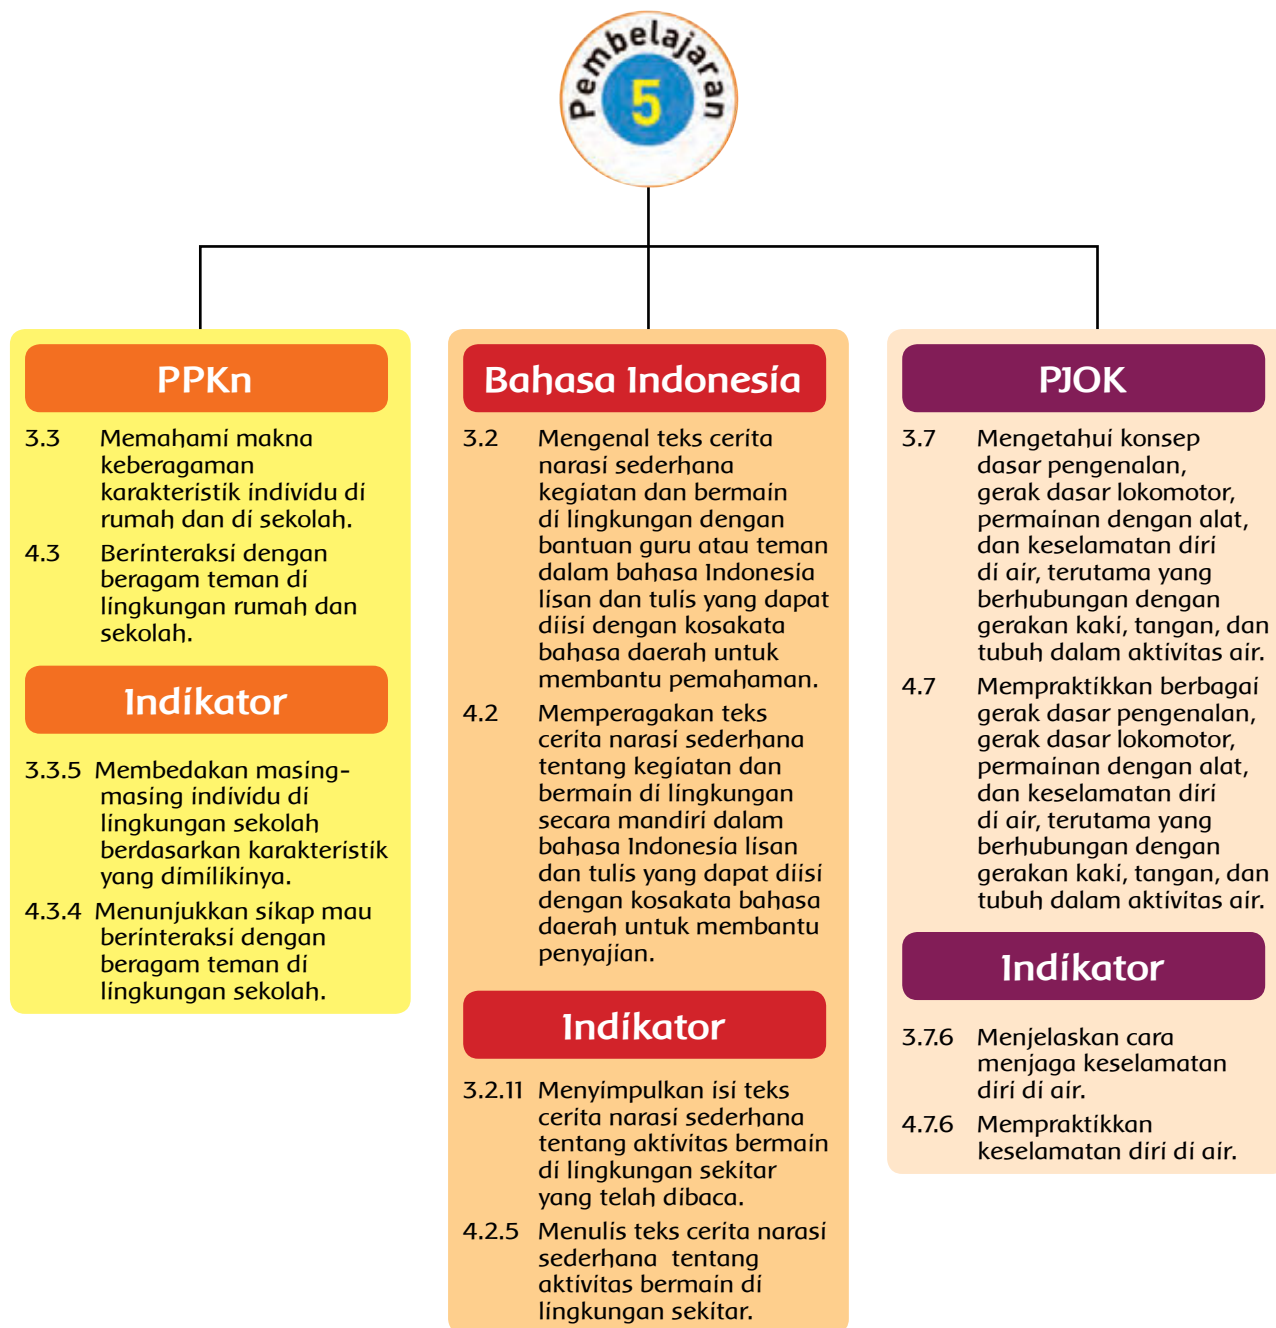 Pembelajaran
5
PPKn
3.3 Memahami makna
keberagaman
karakteristik individu di
rumah dan di sekolah.
4.3 Berinteraksi dengan
beragam teman di
lingkungan rumah dan
sekolah.
Indikator
3.3.5 Membedakan masing-
masing individu di
lingkungan sekolah
berdasarkan karakteristik
yang dimilikinya.
4.3.4 Menunjukkan sikap mau
berinteraksi dengan
beragam teman di
lingkungan sekolah.
Bahasa Indonesia
3.2 Mengenal teks cerita
narasi sederhana
kegiatan dan bermain
di lingkungan dengan
bantuan guru atau teman
dalam bahasa Indonesia
lisan dan tulis yang dapat
diisi dengan kosakata
bahasa daerah untuk
membantu pemahaman.
4.2 Memperagakan teks
cerita narasi sederhana
tentang kegiatan dan
bermain di lingkungan
secara mandiri dalam
bahasa Indonesia lisan
dan tulis yang dapat diisi
dengan kosakata bahasa
daerah untuk membantu
penyajian.
Indikator
3.2.11 Menyimpulkan isi teks
cerita narasi sederhana
tentang aktivitas bermain
di lingkungan sekitar
yang telah dibaca.
4.2.5 Menulis teks cerita narasi
sederhana tentang
aktivitas bermain di
lingkungan sekitar.
PJOK
3.7 Mengetahui konsep
dasar pengenalan,
gerak dasar lokomotor,
permainan dengan alat,
dan keselamatan diri
di air, terutama yang
berhubungan dengan
gerakan kaki, tangan, dan
tubuh dalam aktivitas air.
4.7 Mempraktikkan berbagai
gerak dasar pengenalan,
gerak dasar lokomotor,
permainan dengan alat,
dan keselamatan diri
di air, terutama yang
berhubungan dengan
gerakan kaki, tangan, dan
tubuh dalam aktivitas air.
Indikator
3.7.6 Menjelaskan cara
menjaga keselamatan
diri di air.
4.7.6 Mempraktikkan
keselamatan diri di air.